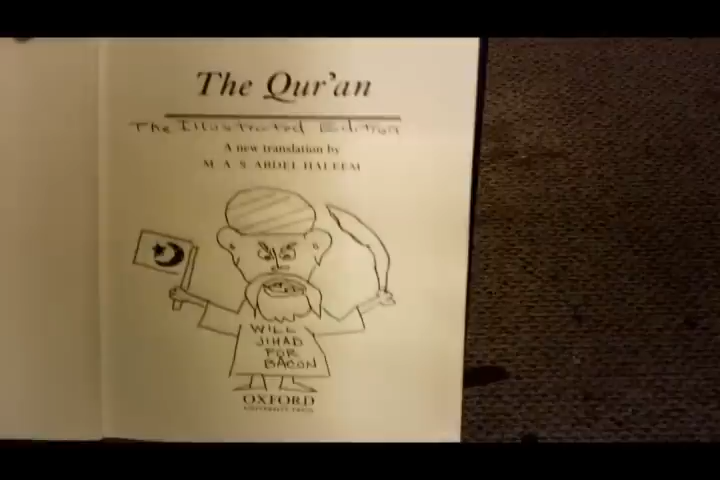 The Qur'an
The Illustrated Edition
A new translation by
M. A. S. ABDEL HALEEM
WILL
JIHAD
FOR
BACON
OXFORD
UNIVERSITY PRESS